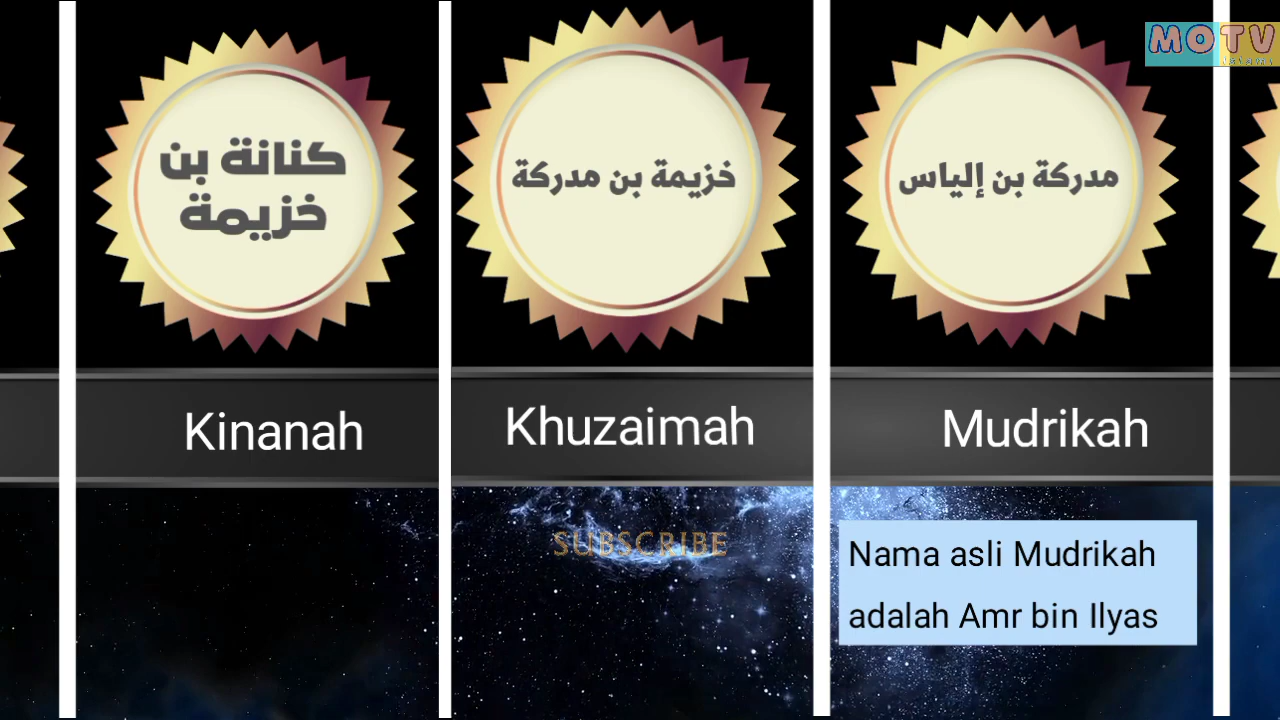 MOTV
كنانة بن
خزيمة
خزيمة بن مدركة
مدركة بن إلياس
Kinanah
Khuzaimah
Mudrikah
SUBSCRIBE
Nama asli Mudrikah
adalah Amr bin Ilyas